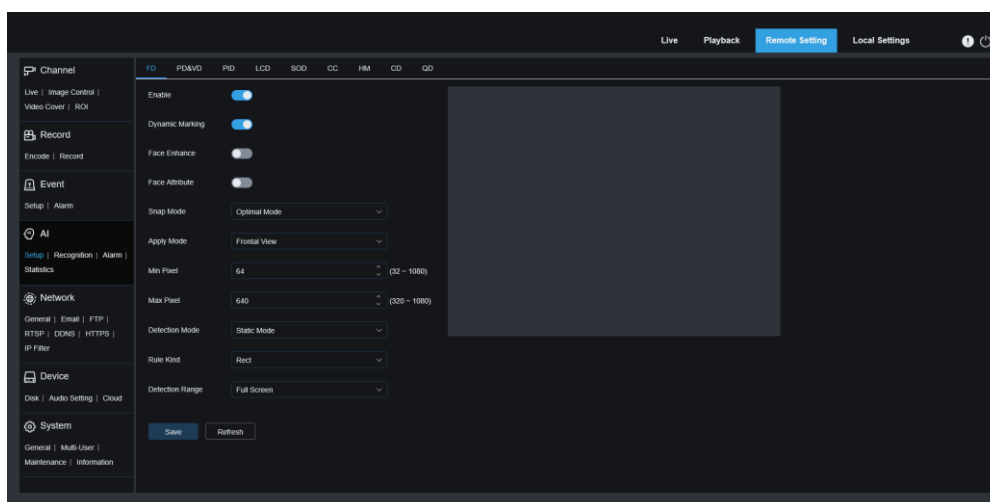 Live Playback Remote Setting Local Settings
Channel
Live | Image Control |
Video Cover | ROI
Record
Encode | Record
Event
Setup | Alarm
AI
Setup | Recognition | Alarm |
Statistics
Network
General | Email | FTP |
RTSP | DDNS | HTTPS |
IP Filter
Device
Disk | Audio Setting | Cloud
System
General | Multi-User |
Maintenance | Information
FD PD&VD PID LCD SOD CC HM CD QD
Enable
Dynamic Marking
Face Enhance
Face Attribute
Snap Mode Optimal Mode
Apply Mode Frontal View
Min Pixel 64 (32 ~ 1080)
Max Pixel 640 (320 ~ 1080)
Detection Mode Static Mode
Rule Kind Rect
Detection Range Full Screen
Save Refresh